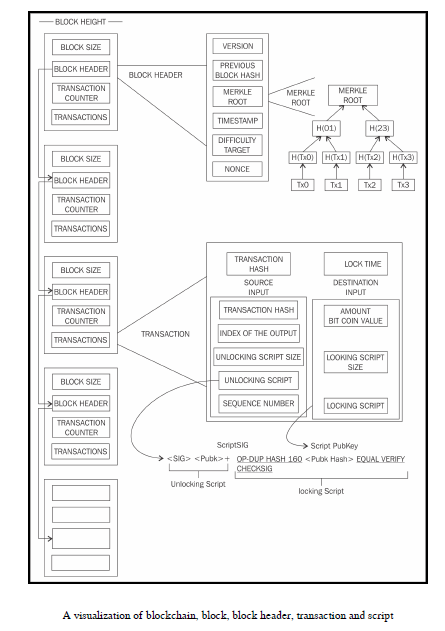 BLOCK HEIGHT
BLOCK SIZE
BLOCK HEADER
TRANSACTION
COUNTER
TRANSACTIONS
BLOCK HEADER
VERSION
PREVIOUS
BLOCK HASH
MERKLE
ROOT
TIMESTAMP
DIFFICULTY
TARGET
NONCE
MERKLE
ROOT
MERKLE
ROOT
H(01)
H(23)
H(Tx0)
H(Tx1)
H(Tx2)
H(Tx3)
Tx0
Tx1
Tx2
Tx3
BLOCK SIZE
BLOCK HEADER
TRANSACTION
COUNTER
TRANSACTIONS
BLOCK SIZE
BLOCK HEADER
TRANSACTION
COUNTER
TRANSACTIONS
TRANSACTION
TRANSACTION
HASH
LOCK TIME
SOURCE
INPUT
DESTINATION
INPUT
TRANSACTION HASH
INDEX OF THE OUTPUT
UNLOCKING SCRIPT SIZE
UNLOCKING SCRIPT
SEQUENCE NUMBER
AMOUNT
BIT COIN VALUE
LOOKING SCRIPT
SIZE
LOCKING SCRIPT
BLOCK SIZE
BLOCK HEADER
TRANSACTION
COUNTER
TRANSACTIONS
ScriptSIG
Script PubKey
<SIG> <Pubk>+ OP-DUP HASH 160 <Pubk Hash> EQUAL VERIFY
CHECKSIG
Unlocking Script
locking Script
A visualization of blockchain, block, block header, transaction and script